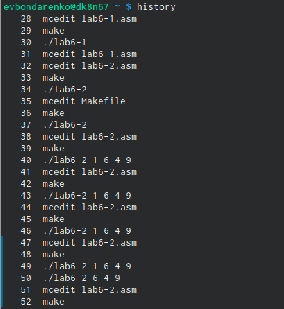 evbondarenko@dk8n67 ~ $ history
28 mcedit lab6-1.asm
29 make
30 ./lab6-1
31 mcedit lab6-2.asm
32 mcedit lab6-2.asm
33 make
34 ./lab6-2
35 mcedit Makefile
36 make
37 ./lab6-2
38 mcedit lab6-2.asm
39 make
40 ./lab6-2 1 6 4 9
41 mcedit lab6-2.asm
42 make
43 ./lab6-2 1 6 4 9
44 mcedit lab6-2.asm
45 make
46 ./lab6-2 1 6 4 9
47 mcedit lab6-2.asm
48 make
49 ./lab6-2 1 6 4 9
50 ./lab6-2 6 4 9
51 mcedit lab6-2.asm
52 make